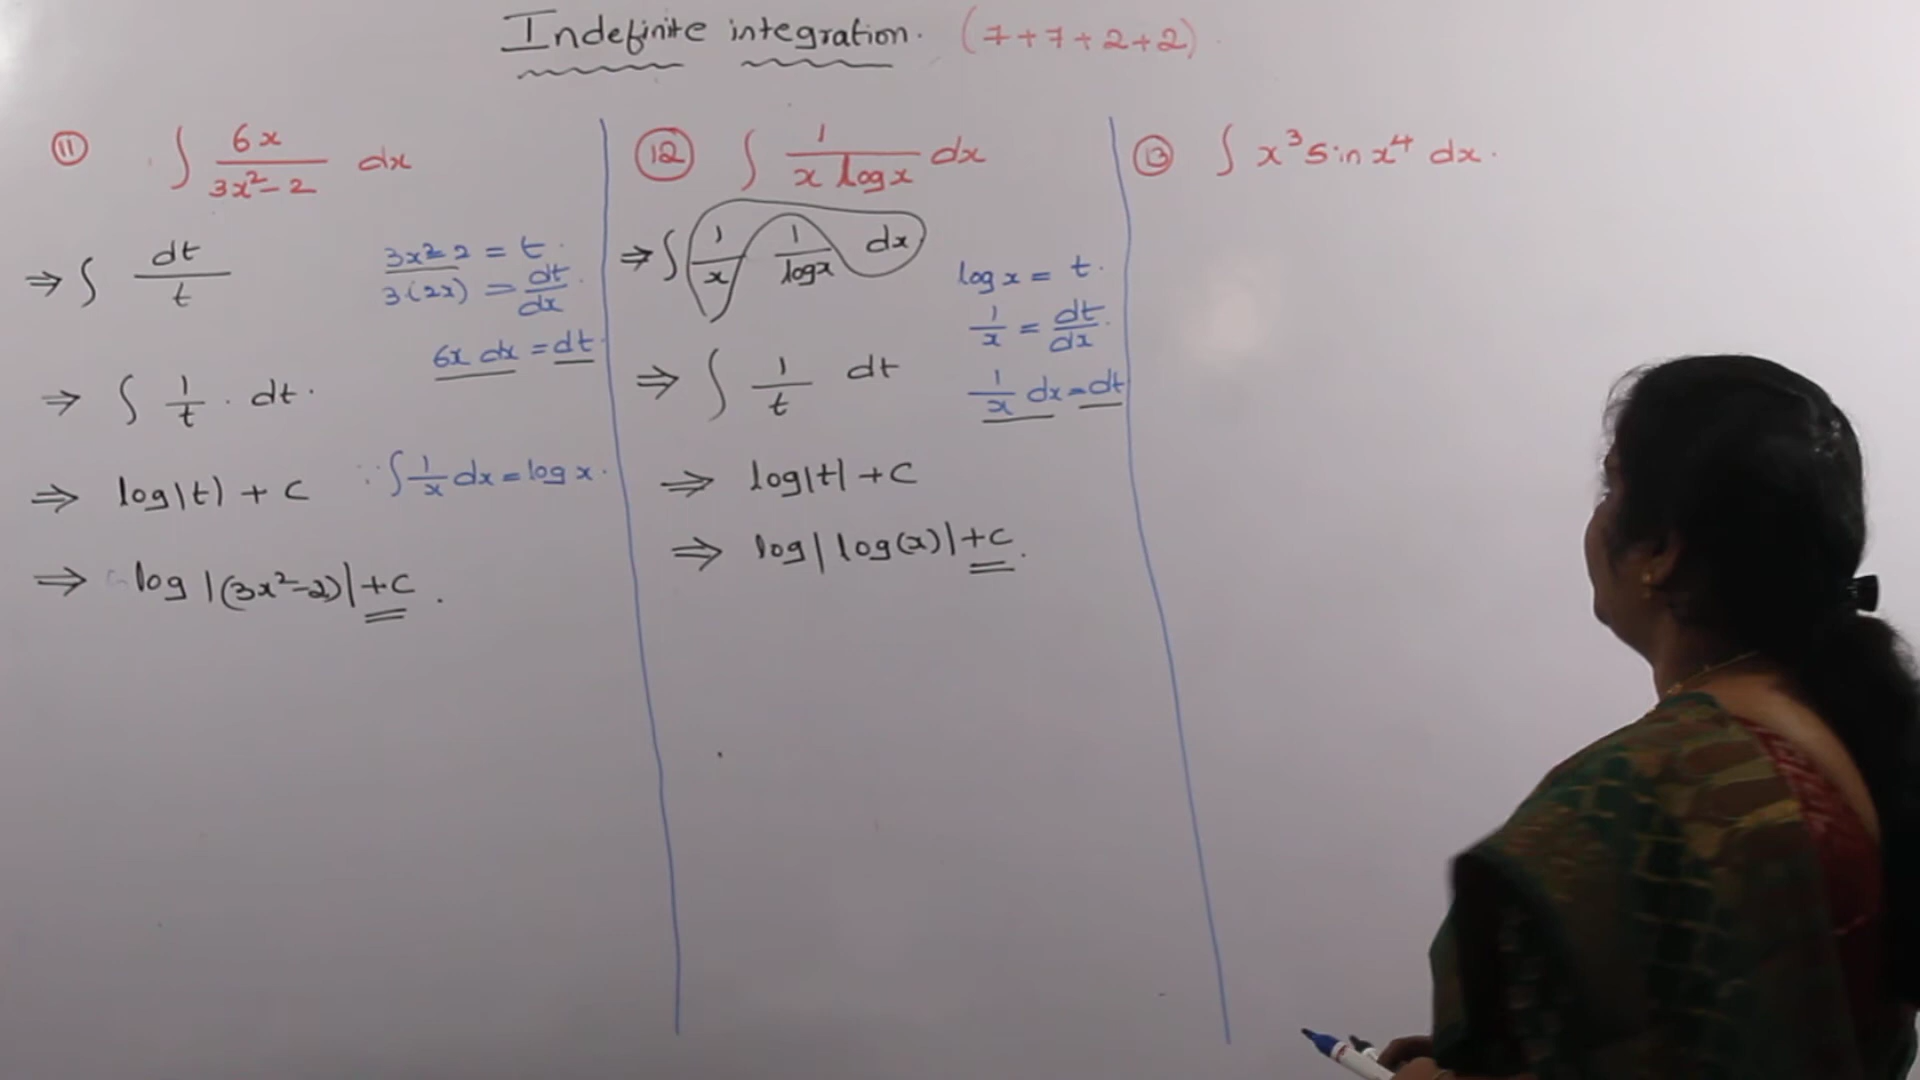 Indefinite integration. (7+7+2+2)
⑪ ∫ 6x / 3x²-2 dx
⇒ ∫ dt / t
3x²-2 = t.
3(2x) = dt/dx.
6x dx = dt.
⇒ ∫ 1/t . dt.
⇒ log|t| + c
∵ ∫ 1/x dx = log x.
⇒ log |(3x²-2)| + c.
⑫ ∫ 1 / x log x dx
⇒ ∫ 1/x 1/logx dx
log x = t.
1/x = dt/dx.
1/x dx = dt
⇒ ∫ 1/t dt
⇒ log|t| + c
⇒ log| log(x)| + c.
⑬ ∫ x³ sin x⁴ dx.